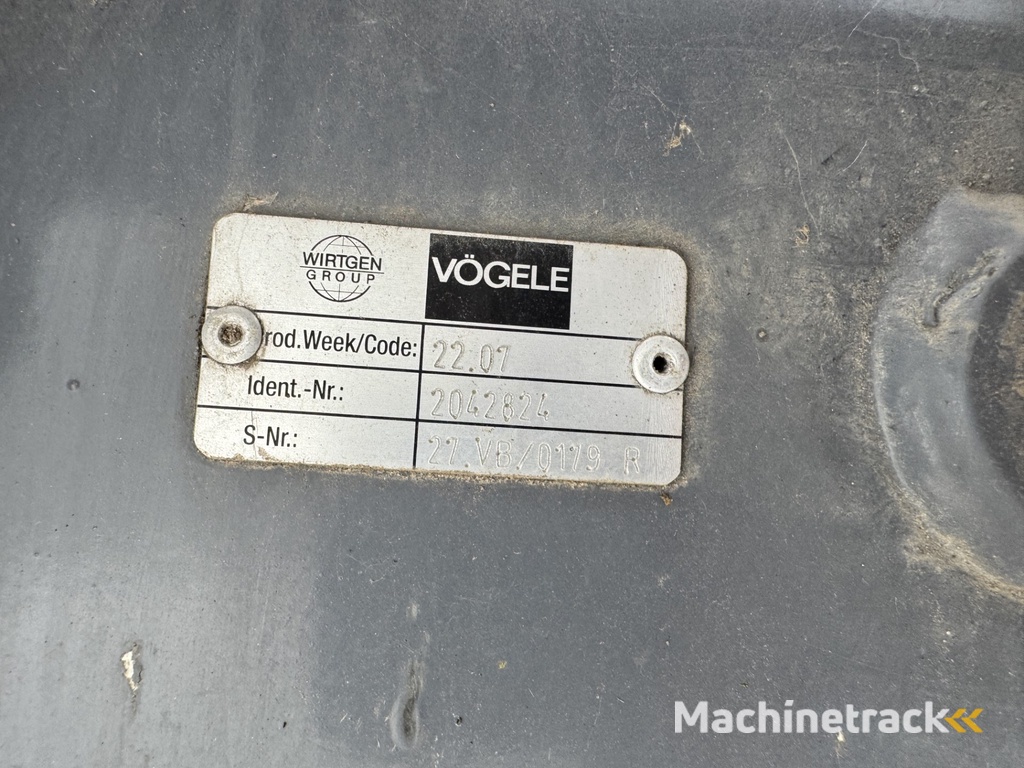 WIRTGEN
GROUP
VÖGELE
rod.Week/Code: 22.07
Ident.-Nr.: 2042824
S-Nr.: 27.VB/0179 R
Machinetrack